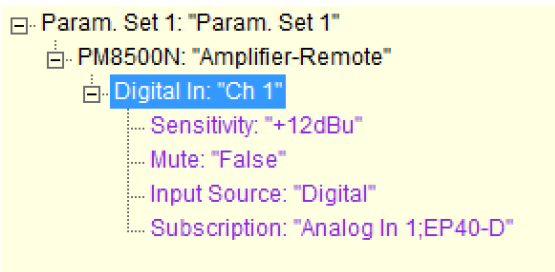 Param. Set 1: "Param. Set 1"
PM8500N: "Amplifier-Remote"
Digital In: "Ch 1"
Sensitivity: "+12dBu"
Mute: "False"
Input Source: "Digital"
Subscription: "Analog In 1;EP40-D"